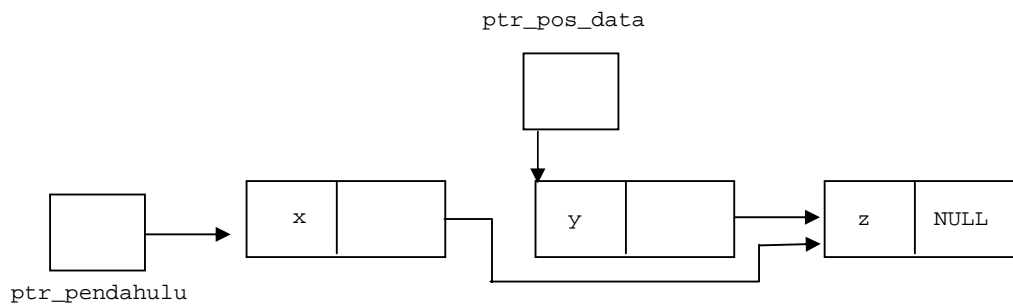 ptr_pos_data
x
y
z
NULL
ptr_pendahulu